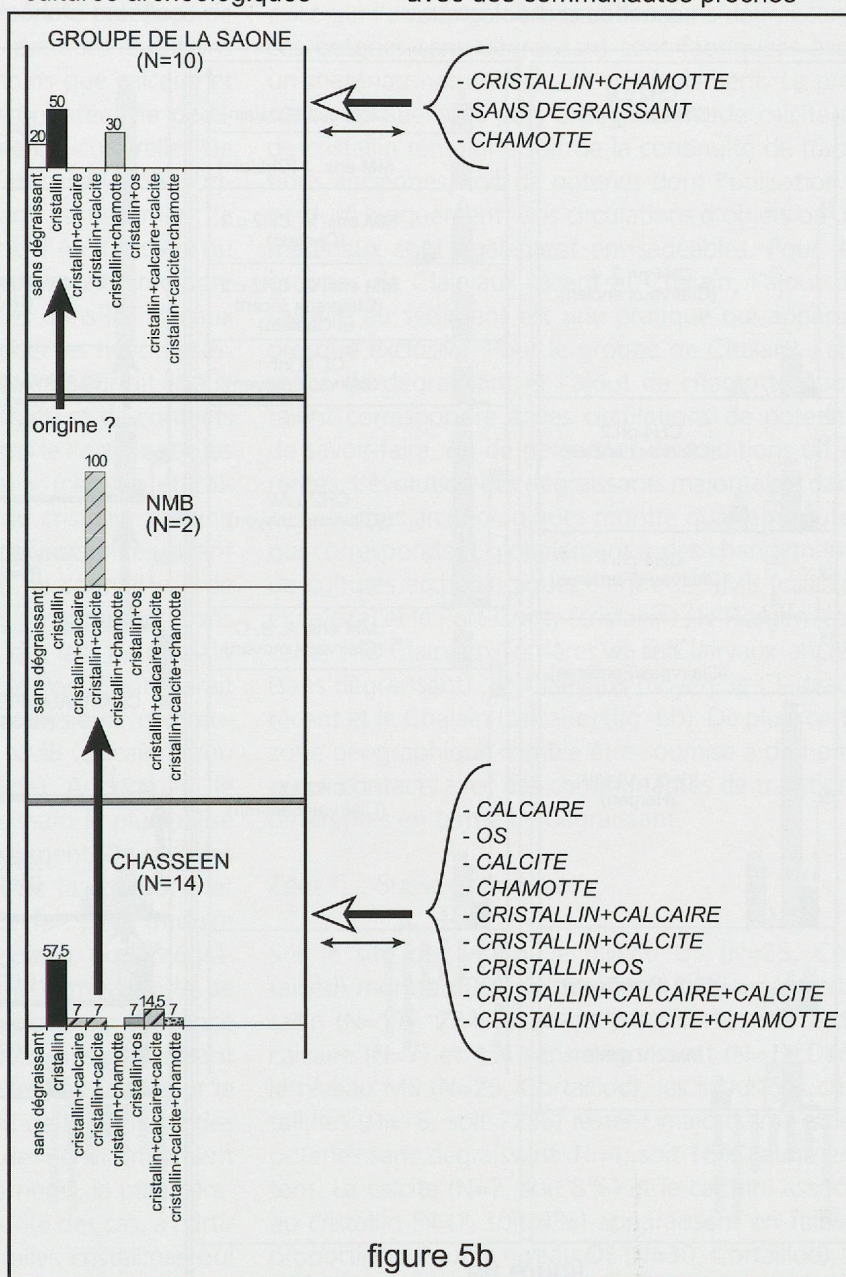 cultures archéologiques
avec des communautés proches
GROUPE DE LA SAONE
(N=10)
20
50
30
sans dégraissant
cristallin
cristallin+calcaire
cristallin+calcite
cristallin+chamotte
cristallin+os
cristallin+calcaire+calcite
cristallin+calcite+chamotte
- CRISTALLIN+CHAMOTTE
- SANS DEGRAISSANT
- CHAMOTTE
origine ?
100
NMB
(N=2)
sans dégraissant
cristallin
cristallin+calcaire
cristallin+calcite
cristallin+chamotte
cristallin+os
cristallin+calcaire+calcite
cristallin+calcite+chamotte
CHASSEEN
(N=14)
57,5
7
7
7
14,5
7
sans dégraissant
cristallin
cristallin+calcaire
cristallin+calcite
cristallin+chamotte
cristallin+os
cristallin+calcaire+calcite
cristallin+calcite+chamotte
- CALCAIRE
- OS
- CALCITE
- CHAMOTTE
- CRISTALLIN+CALCAIRE
- CRISTALLIN+CALCITE
- CRISTALLIN+OS
- CRISTALLIN+CALCAIRE+CALCITE
- CRISTALLIN+CALCITE+CHAMOTTE
figure 5b